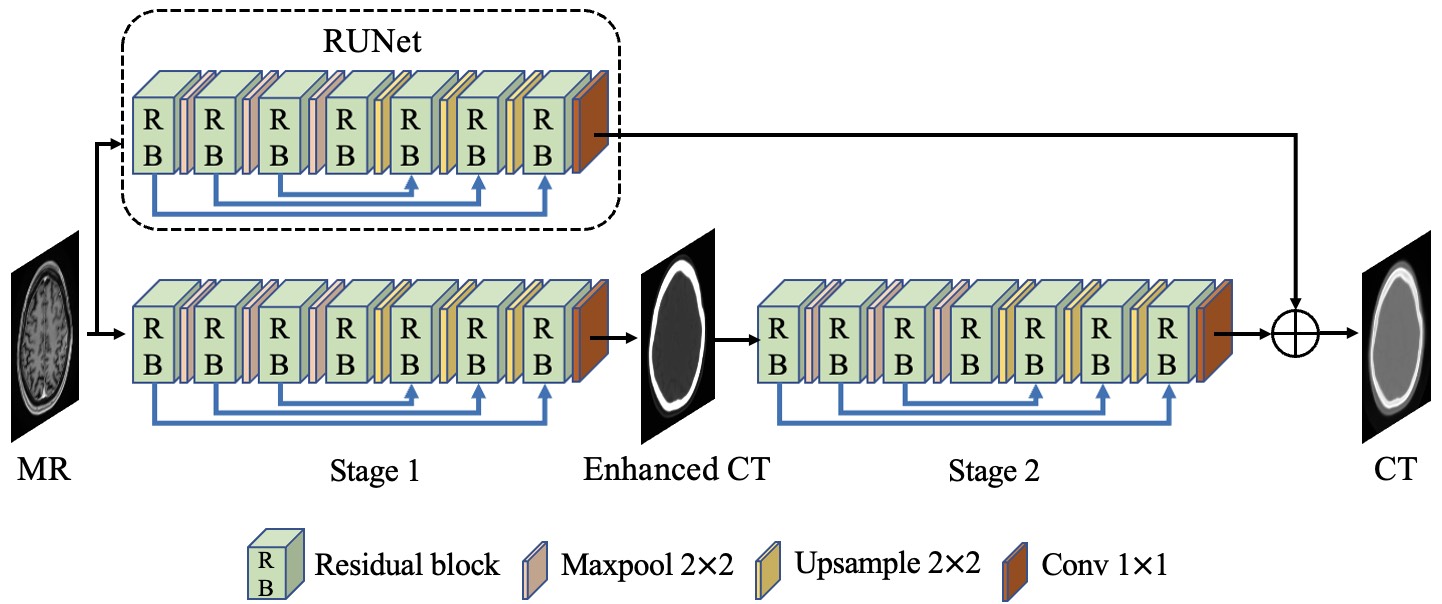 RUNet
R R R R R R R
B B B B B B B
R R R R R R R
B B B B B B B
R R R R R R R
B B B B B B B
MR
Stage 1
Enhanced CT
Stage 2
CT
R
B
Residual block
Maxpool 2×2
Upsample 2×2
Conv 1×1